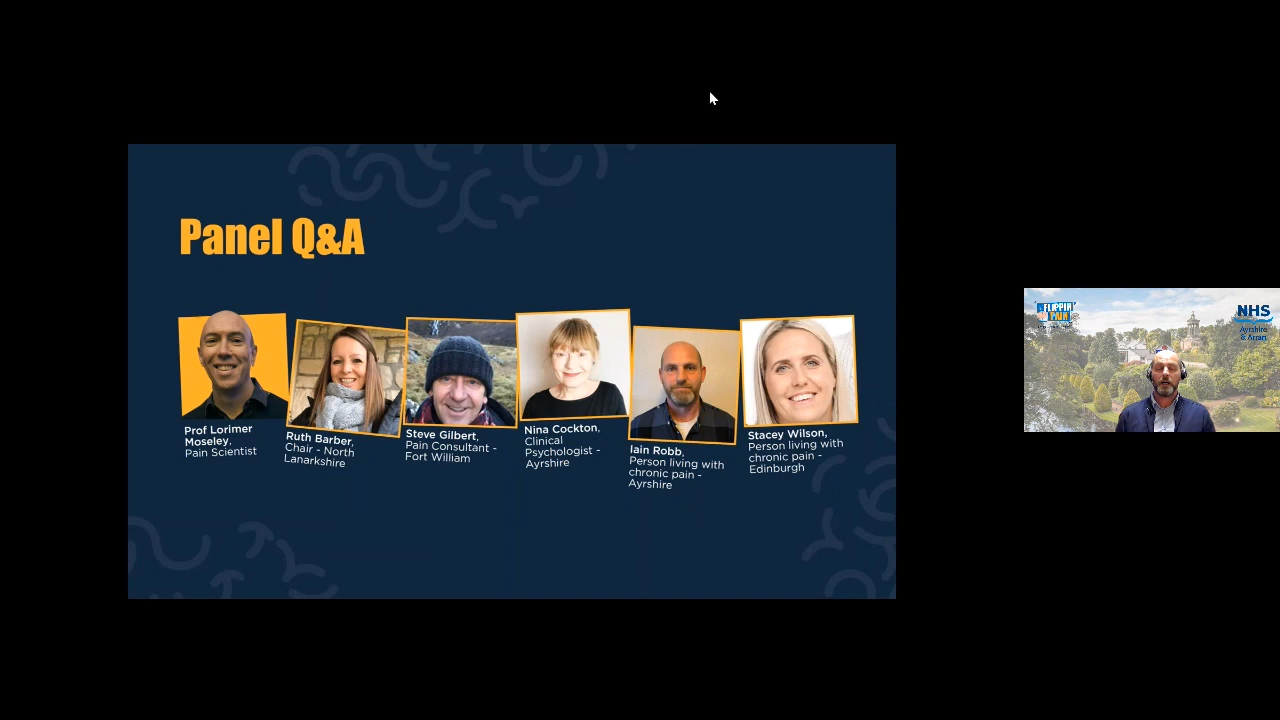 Panel Q&A
Prof Lorimer
Moseley,
Pain Scientist
Ruth Barber,
Chair - North
Lanarkshire
Steve Gilbert,
Pain Consultant -
Fort William
Nina Cockton,
Clinical
Psychologist -
Ayrshire
Iain Robb,
Person living with
chronic pain -
Ayrshire
Stacey Wilson,
Person living with
chronic pain -
Edinburgh
FLIPPIN'
PAIN
NHS
Ayrshire
& Arran